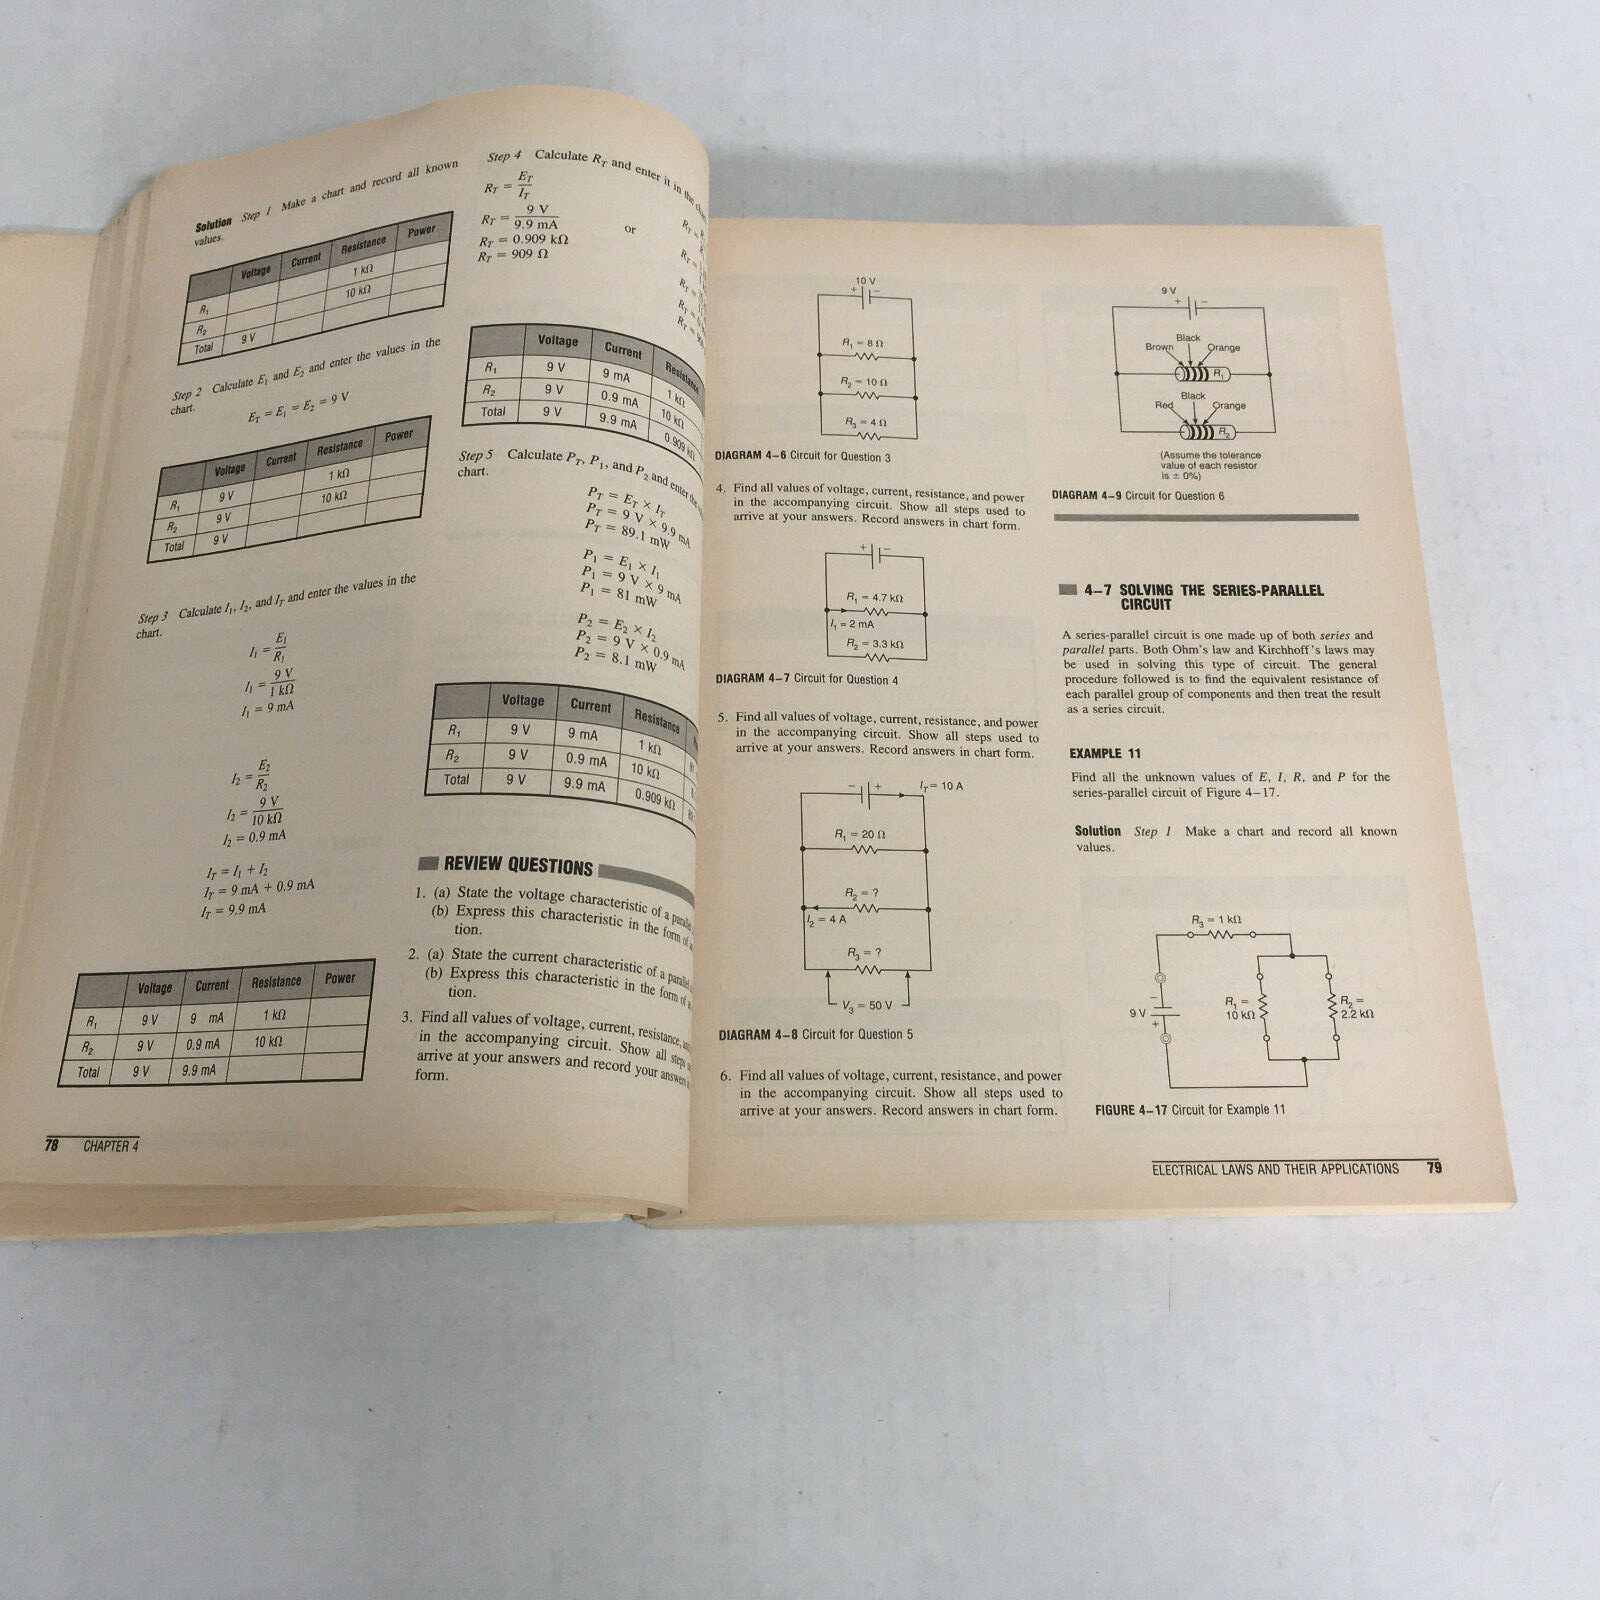 Solution Step 1 Make a chart and record all known
values.
Voltage Current Resistance Power
R₁ 1 kΩ
R₂ 10 kΩ
Total 9 V
Step 2 Calculate E₁ and E₂ and enter the values in the
chart.
E_T = E₁ = E₂ = 9 V
Voltage Current Resistance Power
R₁ 9 V 1 kΩ
R₂ 9 V 10 kΩ
Total 9 V
Step 3 Calculate I₁, I₂, and I_T and enter the values in the
chart.
I₁ = E₁/R₁
I₁ = 9 V/1 kΩ
I₁ = 9 mA
I₂ = E₂/R₂
I₂ = 9 V/10 kΩ
I₂ = 0.9 mA
I_T = I₁ + I₂
I_T = 9 mA + 0.9 mA
I_T = 9.9 mA
Voltage Current Resistance Power
R₁ 9 V 9 mA 1 kΩ
R₂ 9 V 0.9 mA 10 kΩ
Total 9 V 9.9 mA
78 CHAPTER 4
Step 4 Calculate R_T and enter it in the
R_T = E_T/I_T
R_T = 9 V/9.9 mA
or
R_T = 0.909 kΩ
R_T = 909 Ω
Voltage Current Resistance
R₁ 9 V 9 mA 1 kΩ
R₂ 9 V 0.9 mA 10 kΩ
Total 9 V 9.9 mA 0.909 kΩ
Step 5 Calculate P_T, P₁, and P₂ and enter the
chart.
P_T = E_T × I_T
P_T = 9 V × 9.9 mA
P_T = 89.1 mW
P₁ = E₁ × I₁
P₁ = 9 V × 9 mA
P₁ = 81 mW
P₂ = E₂ × I₂
P₂ = 9 V × 0.9 mA
P₂ = 8.1 mW
Voltage Current Resistance
R₁ 9 V 9 mA 1 kΩ
R₂ 9 V 0.9 mA 10 kΩ
Total 9 V 9.9 mA 0.909 kΩ
REVIEW QUESTIONS
1. (a) State the voltage characteristic of a
(b) Express this characteristic in the form of
tion.
2. (a) State the current characteristic of a
(b) Express this characteristic in the form of
tion.
3. Find all values of voltage, current, resistance,
in the accompanying circuit. Show all steps
arrive at your answers and record your answers
form.
10 V
+ −
R₁ = 8 Ω
R₂ = 10 Ω
R₃ = 4 Ω
DIAGRAM 4–6 Circuit for Question 3
4. Find all values of voltage, current, resistance, and power
in the accompanying circuit. Show all steps used to
arrive at your answers. Record answers in chart form.
+ −
R₁ = 4.7 kΩ
I₁ = 2 mA
R₂ = 3.3 kΩ
DIAGRAM 4–7 Circuit for Question 4
5. Find all values of voltage, current, resistance, and power
in the accompanying circuit. Show all steps used to
arrive at your answers. Record answers in chart form.
− + I_T = 10 A
R₁ = 20 Ω
R₂ = ?
I₂ = 4 A
R₃ = ?
V₃ = 50 V
DIAGRAM 4–8 Circuit for Question 5
6. Find all values of voltage, current, resistance, and power
in the accompanying circuit. Show all steps used to
arrive at your answers. Record answers in chart form.
9 V
+ −
Black
Brown Orange
R₁
Black
Red Orange
R₂
(Assume the tolerance
value of each resistor
is ± 0%)
DIAGRAM 4–9 Circuit for Question 6
4–7 SOLVING THE SERIES-PARALLEL
CIRCUIT
A series-parallel circuit is one made up of both series and
parallel parts. Both Ohm's law and Kirchhoff's laws may
be used in solving this type of circuit. The general
procedure followed is to find the equivalent resistance of
each parallel group of components and then treat the result
as a series circuit.
EXAMPLE 11
Find all the unknown values of E, I, R, and P for the
series-parallel circuit of Figure 4–17.
Solution Step 1 Make a chart and record all known
values.
R₃ = 1 kΩ
−
9 V
+
R₁ =
10 kΩ
R₂ =
2.2 kΩ
FIGURE 4–17 Circuit for Example 11
ELECTRICAL LAWS AND THEIR APPLICATIONS 79